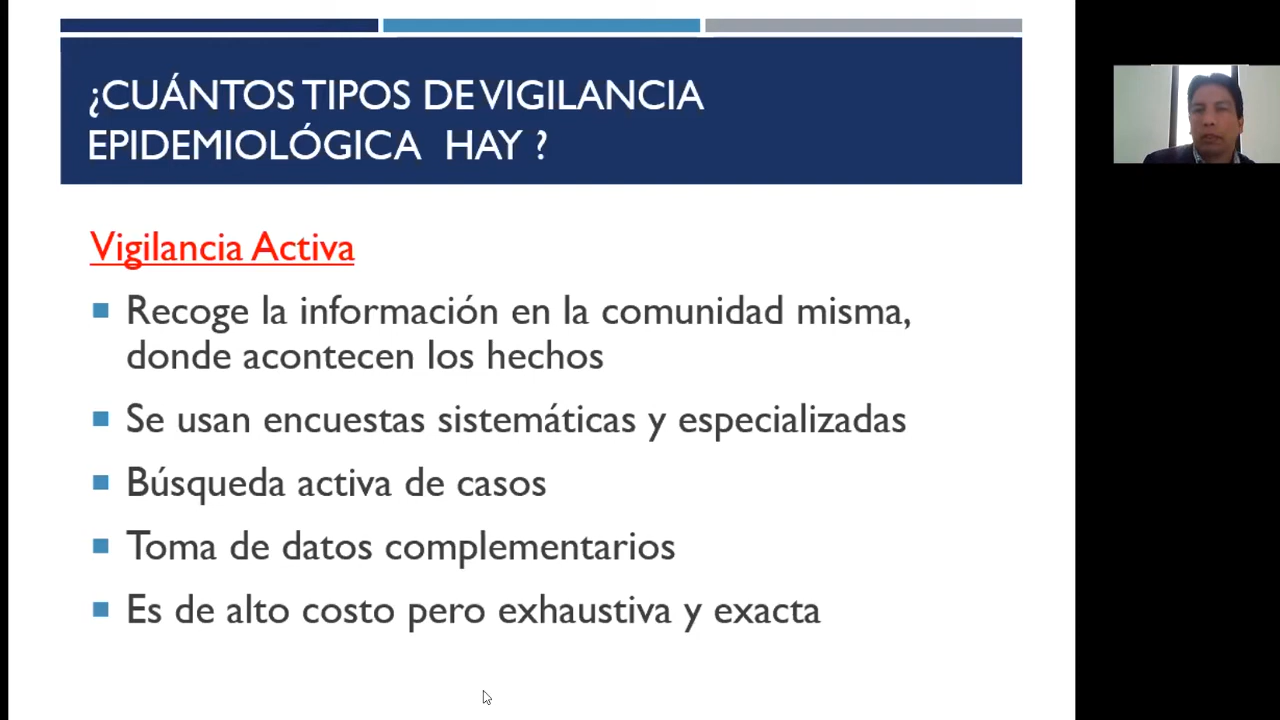 ¿CUÁNTOS TIPOS DE VIGILANCIA
EPIDEMIOLÓGICA HAY ?
Vigilancia Activa
Recoge la información en la comunidad misma,
donde acontecen los hechos
Se usan encuestas sistemáticas y especializadas
Búsqueda activa de casos
Toma de datos complementarios
Es de alto costo pero exhaustiva y exacta